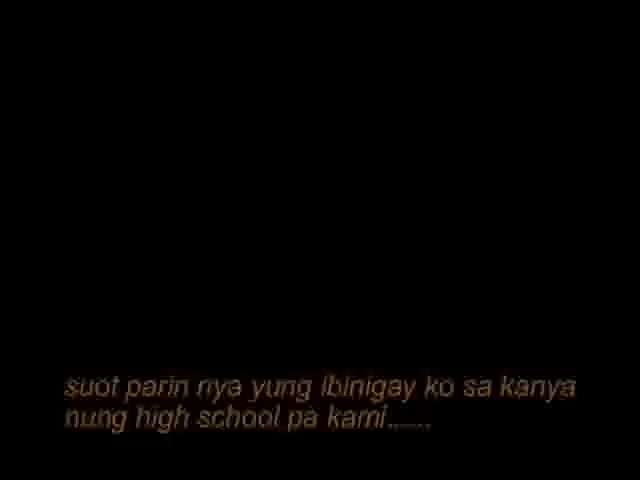 suot parin nya yung ibinigay ko sa kanya
nung high school pa kami......